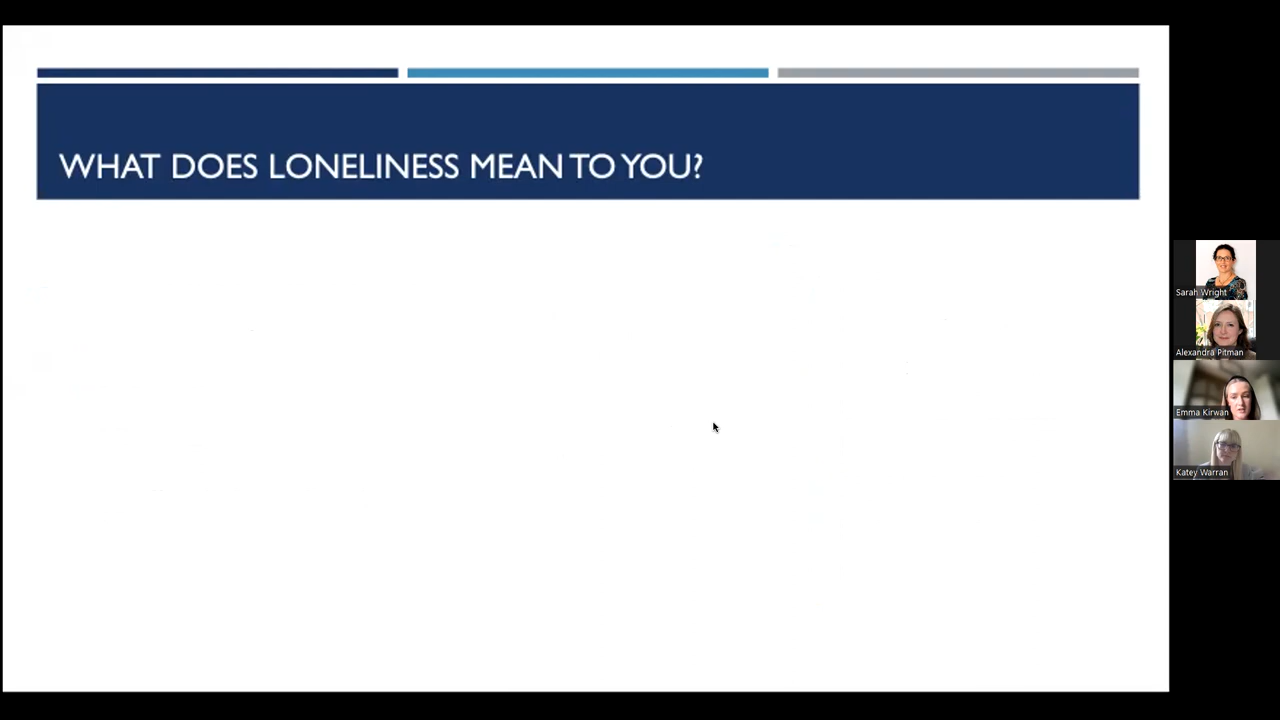 WHAT DOES LONELINESS MEAN TO YOU?
Sarah Wright
Alexandra Pitman
Emma Kirwan
Katey Warran